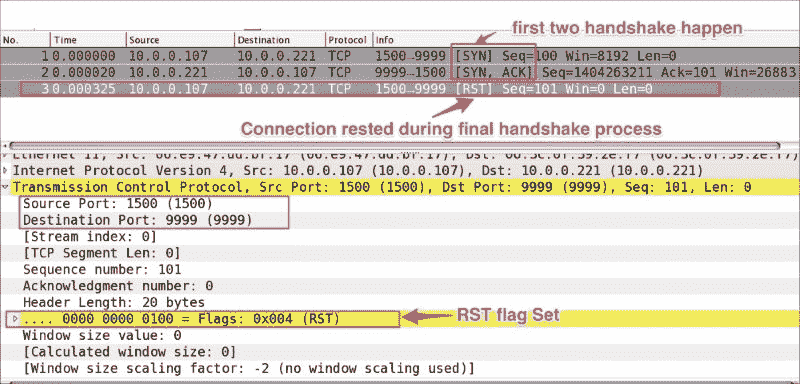 first two handshake happen
No. Time Source Destination Protocol Info
1 0.000000 10.0.0.107 10.0.0.221 TCP 1500→9999 [SYN] Seq=100 Win=8192 Len=0
2 0.000020 10.0.0.221 10.0.0.107 TCP 9999→1500 [SYN, ACK] Seq=1404263211 Ack=101 Win=26883
3 0.000325 10.0.0.107 10.0.0.221 TCP 1500→9999 [RST] Seq=101 Win=0 Len=0
Connection rested during final handshake process
Internet Protocol Version 4, Src: 10.0.0.107 (10.0.0.107), Dst: 10.0.0.221 (10.0.0.221)
Transmission Control Protocol, Src Port: 1500 (1500), Dst Port: 9999 (9999), Seq: 101, Len: 0
Source Port: 1500 (1500)
Destination Port: 9999 (9999)
[Stream index: 0]
[TCP Segment Len: 0]
Sequence number: 101
Acknowledgment number: 0
Header Length: 20 bytes
.... 0000 0000 0100 = Flags: 0x004 (RST)
RST flag Set
Window size value: 0
[Calculated window size: 0]
[Window size scaling factor: -2 (no window scaling used)]